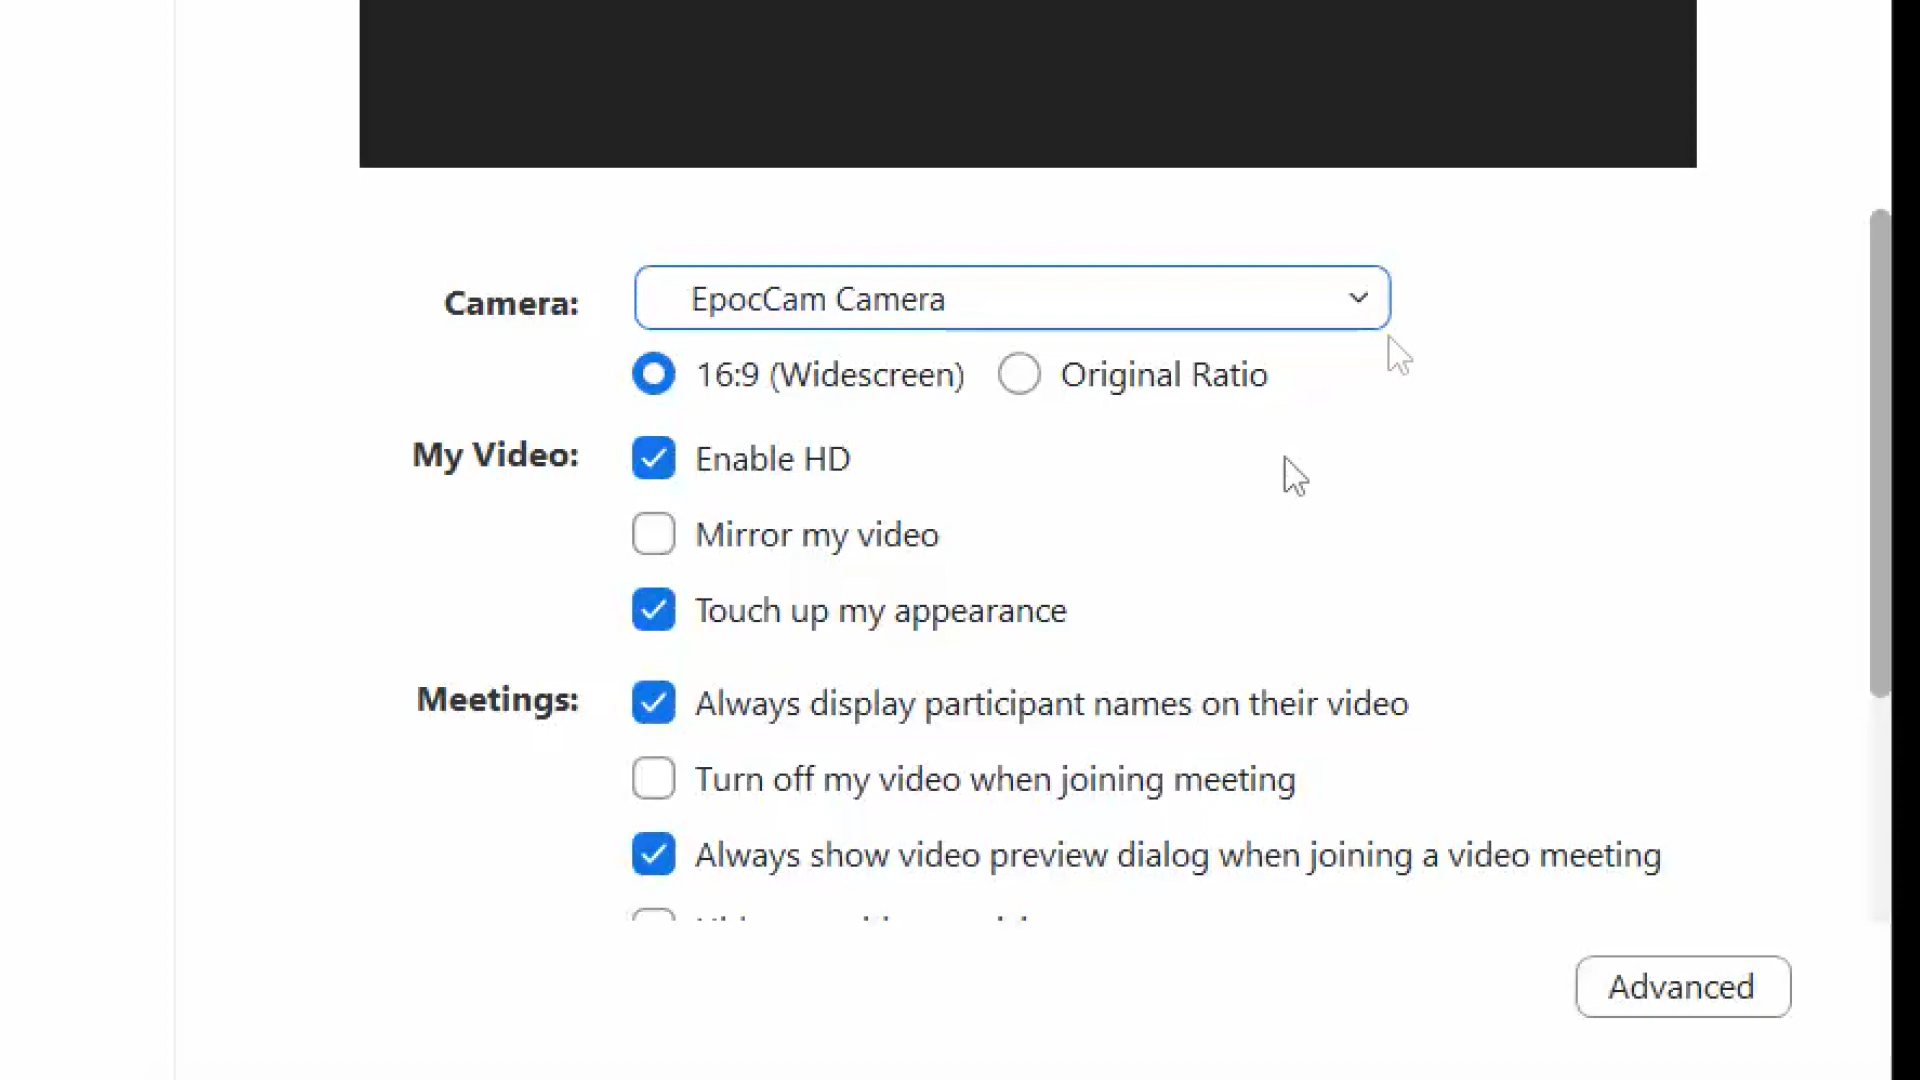 Camera: EpocCam Camera
16:9 (Widescreen) Original Ratio
My Video: Enable HD
Mirror my video
Touch up my appearance
Meetings: Always display participant names on their video
Turn off my video when joining meeting
Always show video preview dialog when joining a video meeting
Advanced